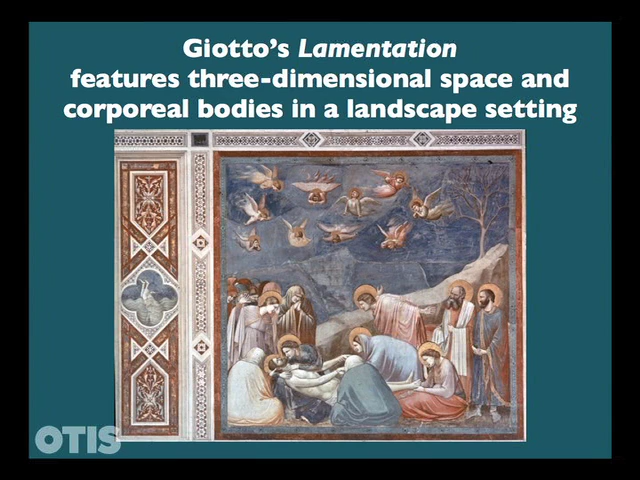 Giotto's Lamentation
features three-dimensional space and
corporeal bodies in a landscape setting
OTIS